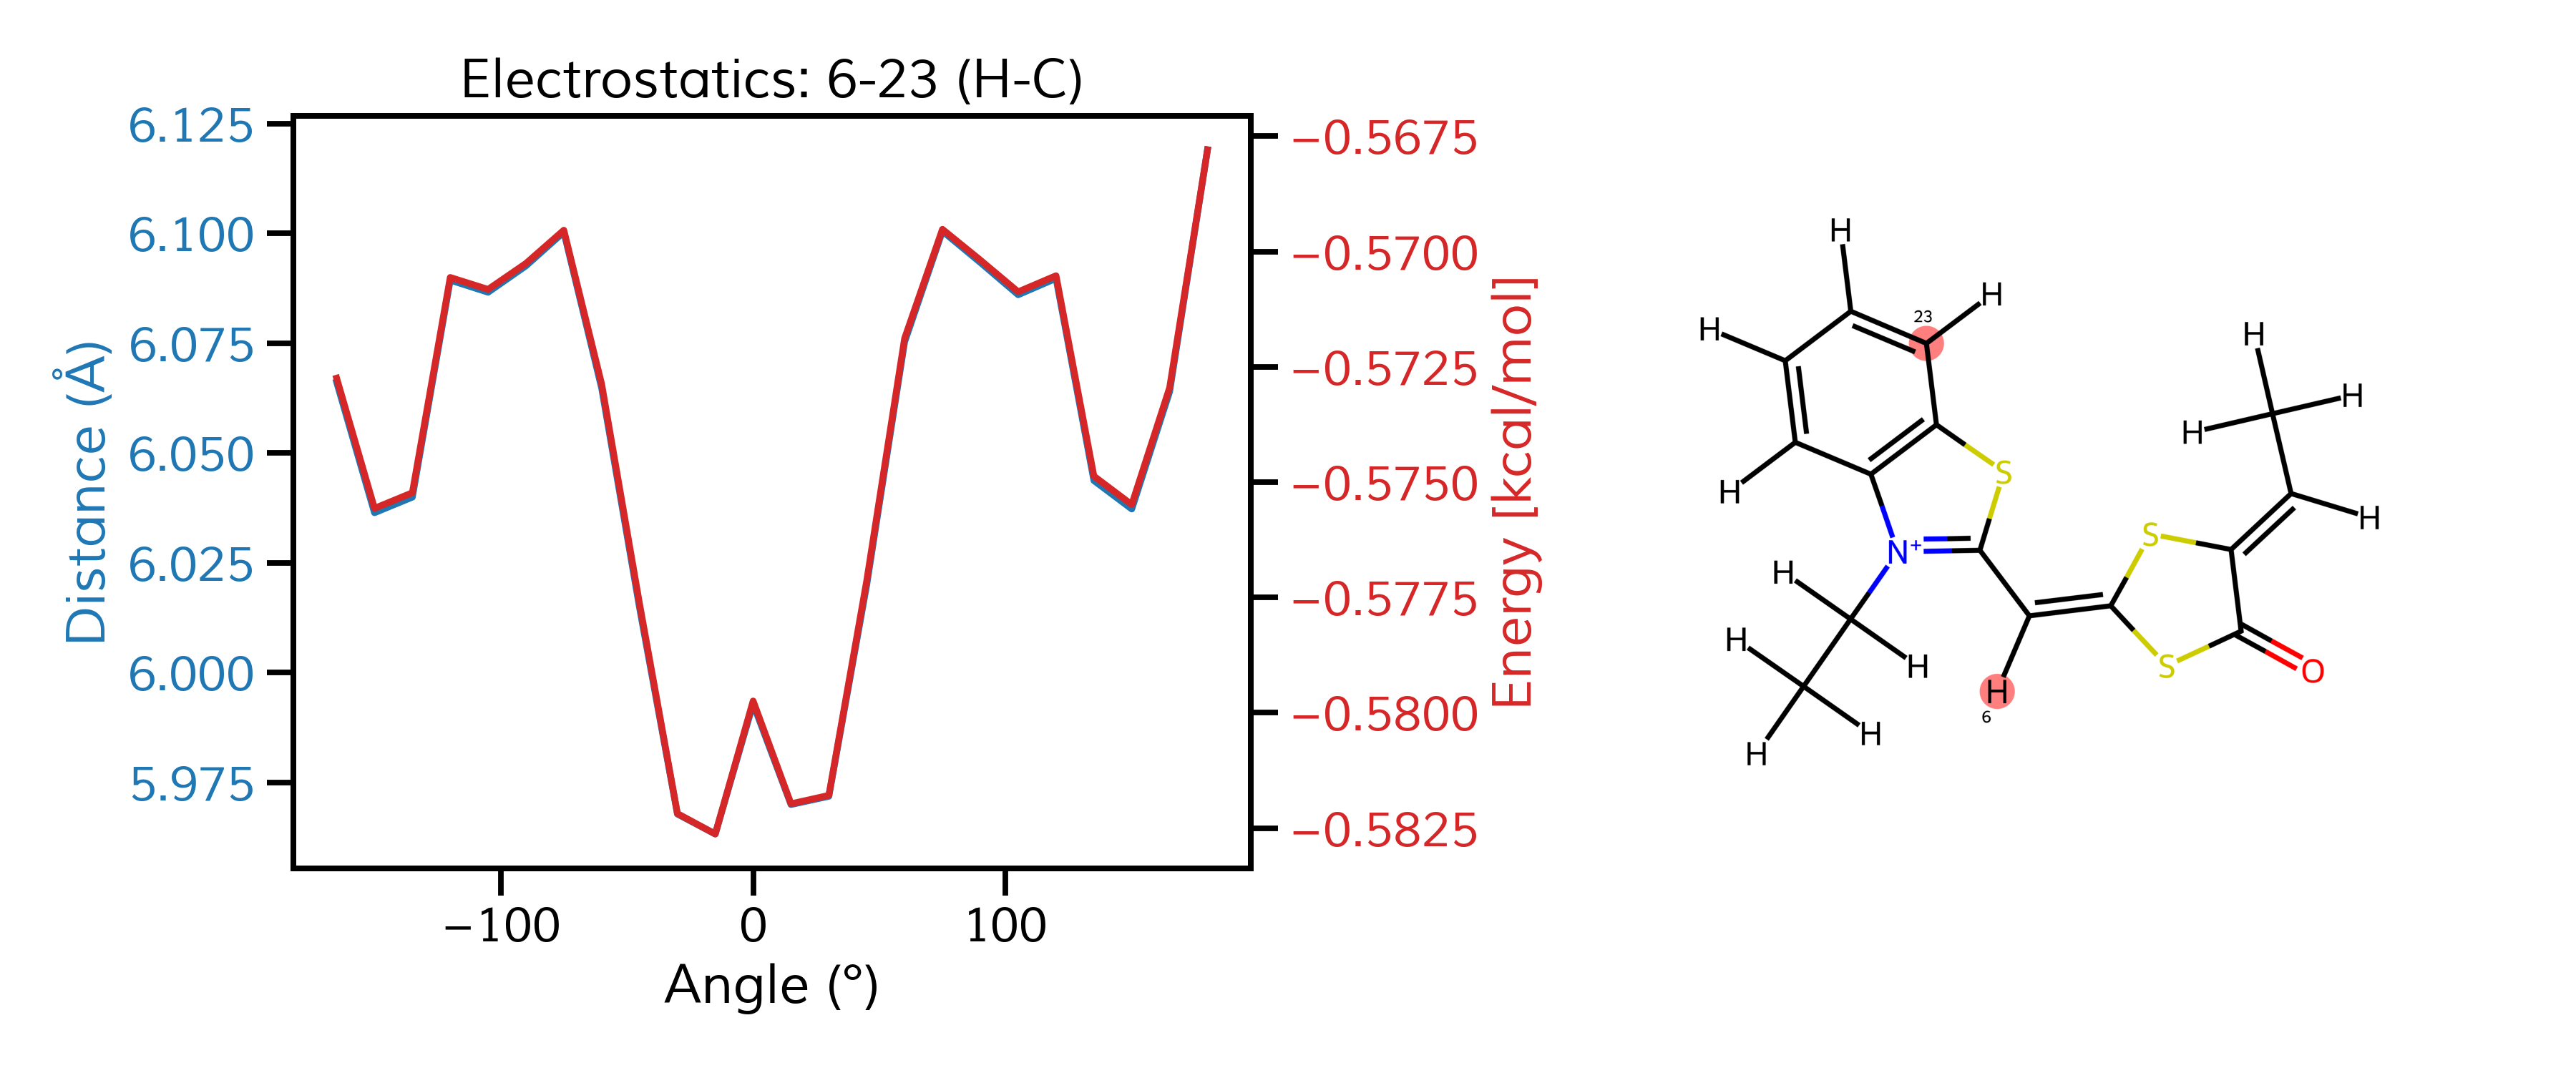 Electrostatics: 6-23 (H-C)
6.125
6.100
6.075
6.050
6.025
6.000
5.975
Distance (Å)
−100
0
100
Angle (°)
−0.5675
−0.5700
−0.5725
−0.5750
−0.5775
−0.5800
−0.5825
Energy [kcal/mol]
H
H
23
H
H
H
H
H
S
H
S
H
N+
H
H
H
S
O
H
6
H
H